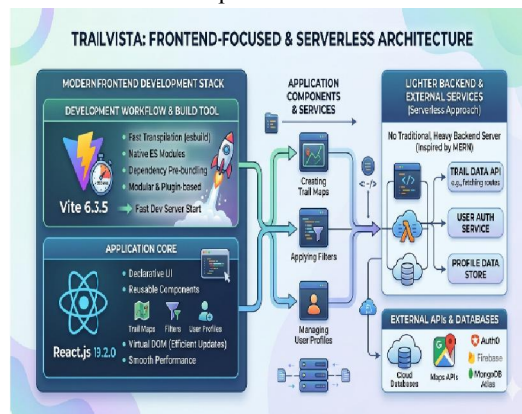 TRAILVISTA: FRONTEND-FOCUSED & SERVERLESS ARCHITECTURE
MODERNFRONTEND DEVELOPMENT STACK
DEVELOPMENT WORKFLOW & BUILD TOOL
• Fast Transpilation (esbuild)
• Native ES Modules
• Dependency Pre-bundling
• Modular & Plugin-based
Fast Dev Server Start
Vite 6.3.5
APPLICATION CORE
• Declarative UI
• Reusable Components
Trail Maps
Filters
User Profiles
• Virtual DOM (Efficient Updates)
• Smooth Performance
React.js 19.2.0
APPLICATION
COMPONENTS
& SERVICES
Creating
Trail Maps
Applying Filters
Managing
User Profiles
LIGHTER BACKEND &
EXTERNAL SERVICES
(Serverless Approach)
No Traditional, Heavy Backend Server
(Inspired by MERN)
TRAIL DATA API
e.g., fetching routes
USER AUTH
SERVICE
PROFILE DATA
STORE
EXTERNAL APIs & DATABASES
Cloud
Databases
Maps APIs
Auth0
Firebase
MongoDB
Atlas